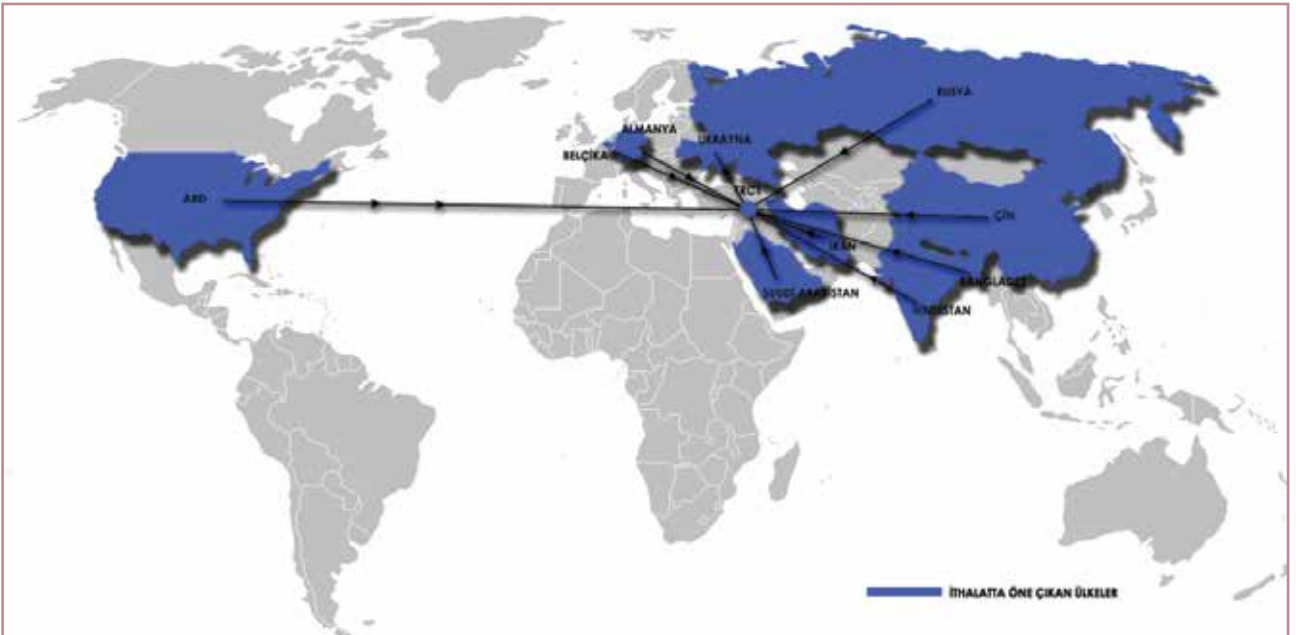 RUSYA
ALMANYA
UKRAYNA
BELÇİKA
TRC1
ABD
ÇİN
İRAN
BANGLADEŞ
SUUDİ ARABİSTAN
HİNDİSTAN
İTHALATTA ÖNE ÇIKAN ÜLKELER